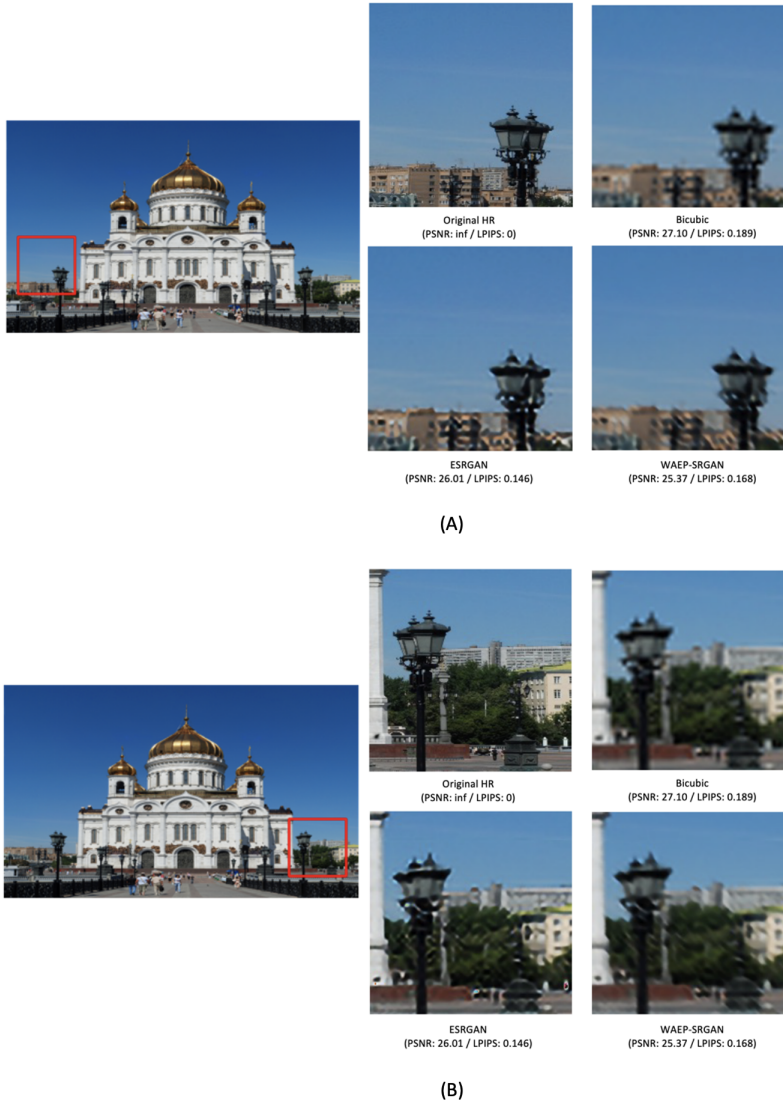 Original HR
(PSNR: inf / LPIPS: 0)
Bicubic
(PSNR: 27.10 / LPIPS: 0.189)
ESRGAN
(PSNR: 26.01 / LPIPS: 0.146)
WAEP-SRGAN
(PSNR: 25.37 / LPIPS: 0.168)
(A)
Original HR
(PSNR: inf / LPIPS: 0)
Bicubic
(PSNR: 27.10 / LPIPS: 0.189)
ESRGAN
(PSNR: 26.01 / LPIPS: 0.146)
WAEP-SRGAN
(PSNR: 25.37 / LPIPS: 0.168)
(B)